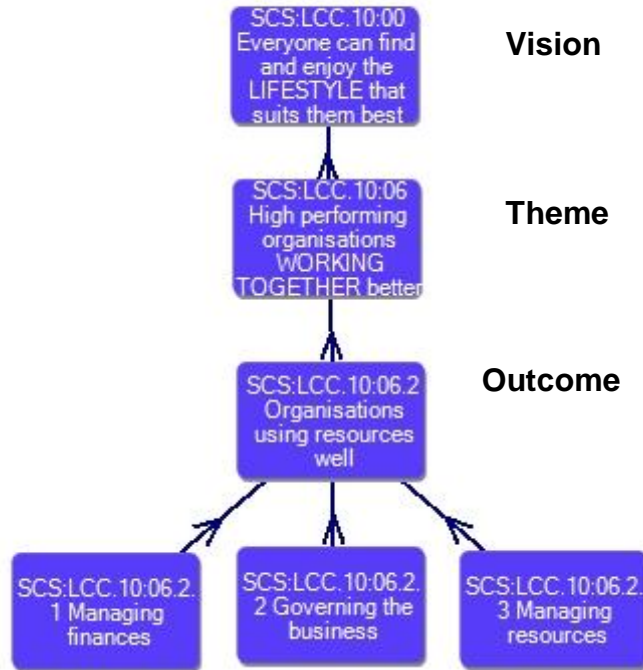 SCS:LCC.10:00
Everyone can find
and enjoy the
LIFESTYLE that
suits them best
Vision
SCS:LCC.10:06
High performing
organisations
WORKING
TOGETHER better
Theme
SCS:LCC.10:06.2
Organisations
using resources
well
Outcome
SCS:LCC.10:06.2.
1 Managing
finances
SCS:LCC.10:06.2.
2 Governing the
business
SCS:LCC.10:06.2.
3 Managing
resources